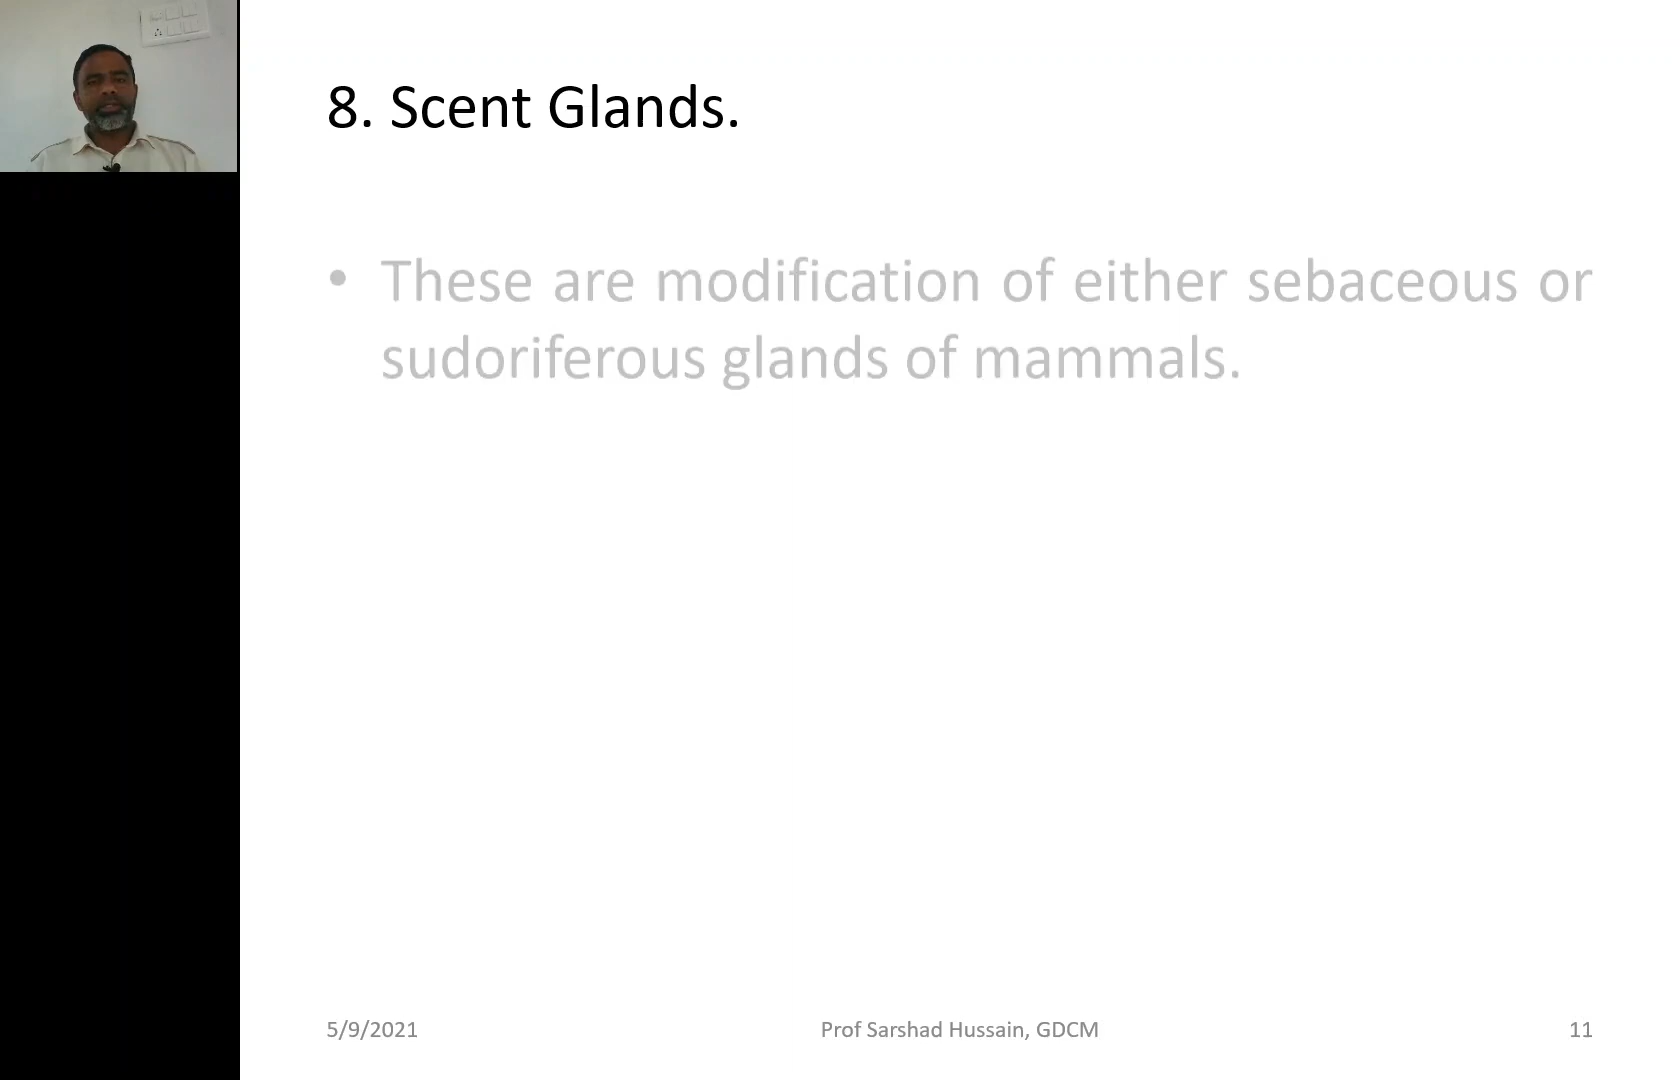 8. Scent Glands.
• These are modification of either sebaceous or
sudoriferous glands of mammals.
5/9/2021
Prof Sarshad Hussain, GDCM
11